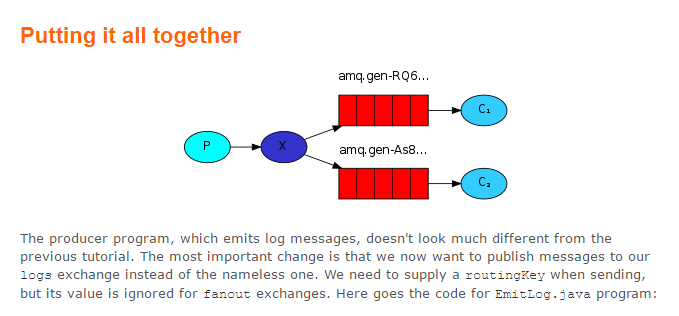 Putting it all together
amq.gen-RQ6...
C₁
P
X
amq.gen-As8...
C₂
The producer program, which emits log messages, doesn't look much different from the
previous tutorial. The most important change is that we now want to publish messages to our
logs exchange instead of the nameless one. We need to supply a routingKey when sending,
but its value is ignored for fanout exchanges. Here goes the code for EmitLog.java program: